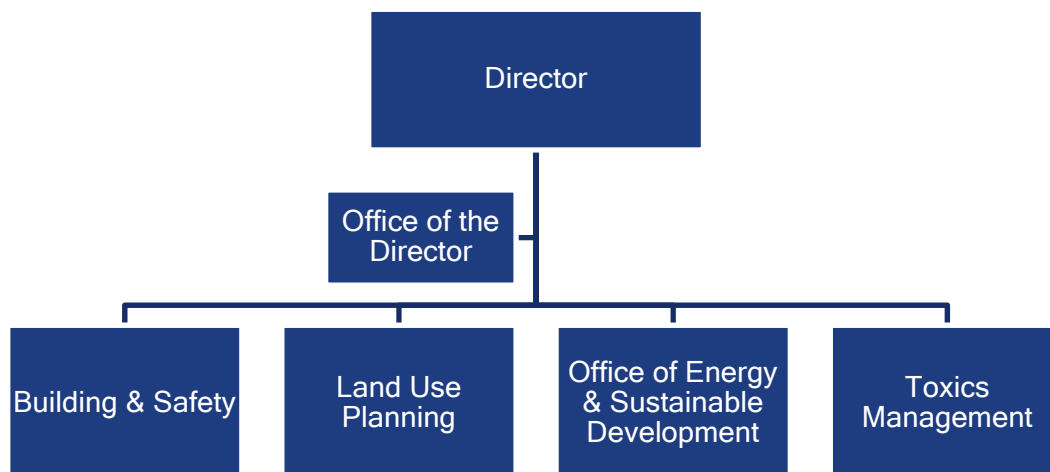 Director
Office of the
Director
Building & Safety
Land Use
Planning
Office of Energy
& Sustainable
Development
Toxics
Management